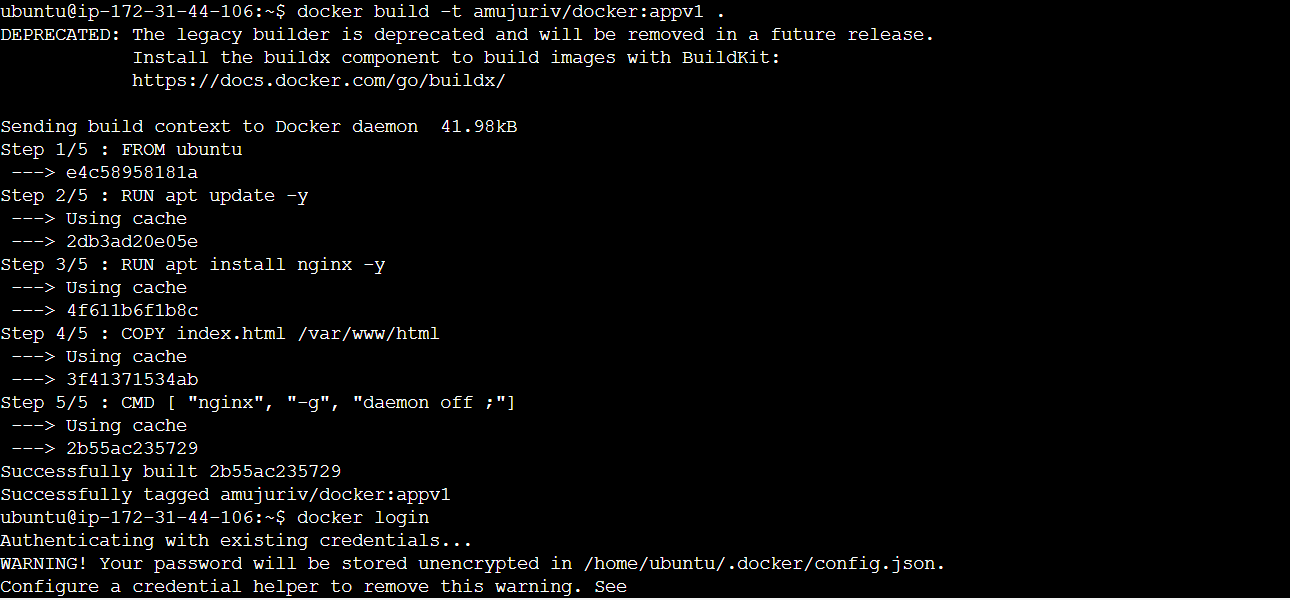 ubuntu@ip-172-31-44-106:~$ docker build -t amujuriv/docker:appv1 .
DEPRECATED: The legacy builder is deprecated and will be removed in a future release.
            Install the buildx component to build images with BuildKit:
            https://docs.docker.com/go/buildx/

Sending build context to Docker daemon  41.98kB
Step 1/5 : FROM ubuntu
 ---> e4c58958181a
Step 2/5 : RUN apt update -y
 ---> Using cache
 ---> 2db3ad20e05e
Step 3/5 : RUN apt install nginx -y
 ---> Using cache
 ---> 4f611b6f1b8c
Step 4/5 : COPY index.html /var/www/html
 ---> Using cache
 ---> 3f41371534ab
Step 5/5 : CMD [ "nginx", "-g", "daemon off ;"]
 ---> Using cache
 ---> 2b55ac235729
Successfully built 2b55ac235729
Successfully tagged amujuriv/docker:appv1
ubuntu@ip-172-31-44-106:~$ docker login
Authenticating with existing credentials...
WARNING! Your password will be stored unencrypted in /home/ubuntu/.docker/config.json.
Configure a credential helper to remove this warning. See